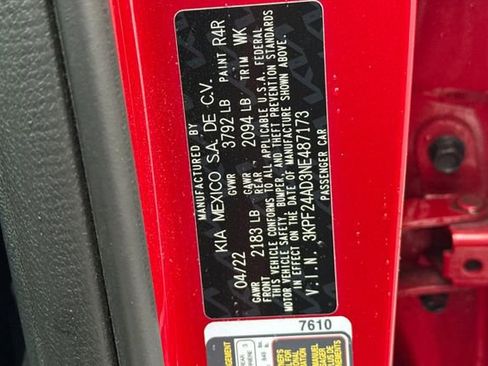 MANUFACTURED BY
KIA MEXICO S.A. DE C.V.
04/22 GVWR 3792 LB PAINT R4R
GAWR FRONT 2183 LB GAWR REAR 2094 LB TRIM WK
THIS VEHICLE CONFORMS TO ALL APPLICABLE U.S.A. FEDERAL
MOTOR VEHICLE SAFETY, BUMPER, AND THEFT PREVENTION STANDARDS
IN EFFECT ON THE DATE OF MANUFACTURE SHOWN ABOVE.
V.I.N. 3KPF24AD3NE487173
PASSENGER CAR
7610